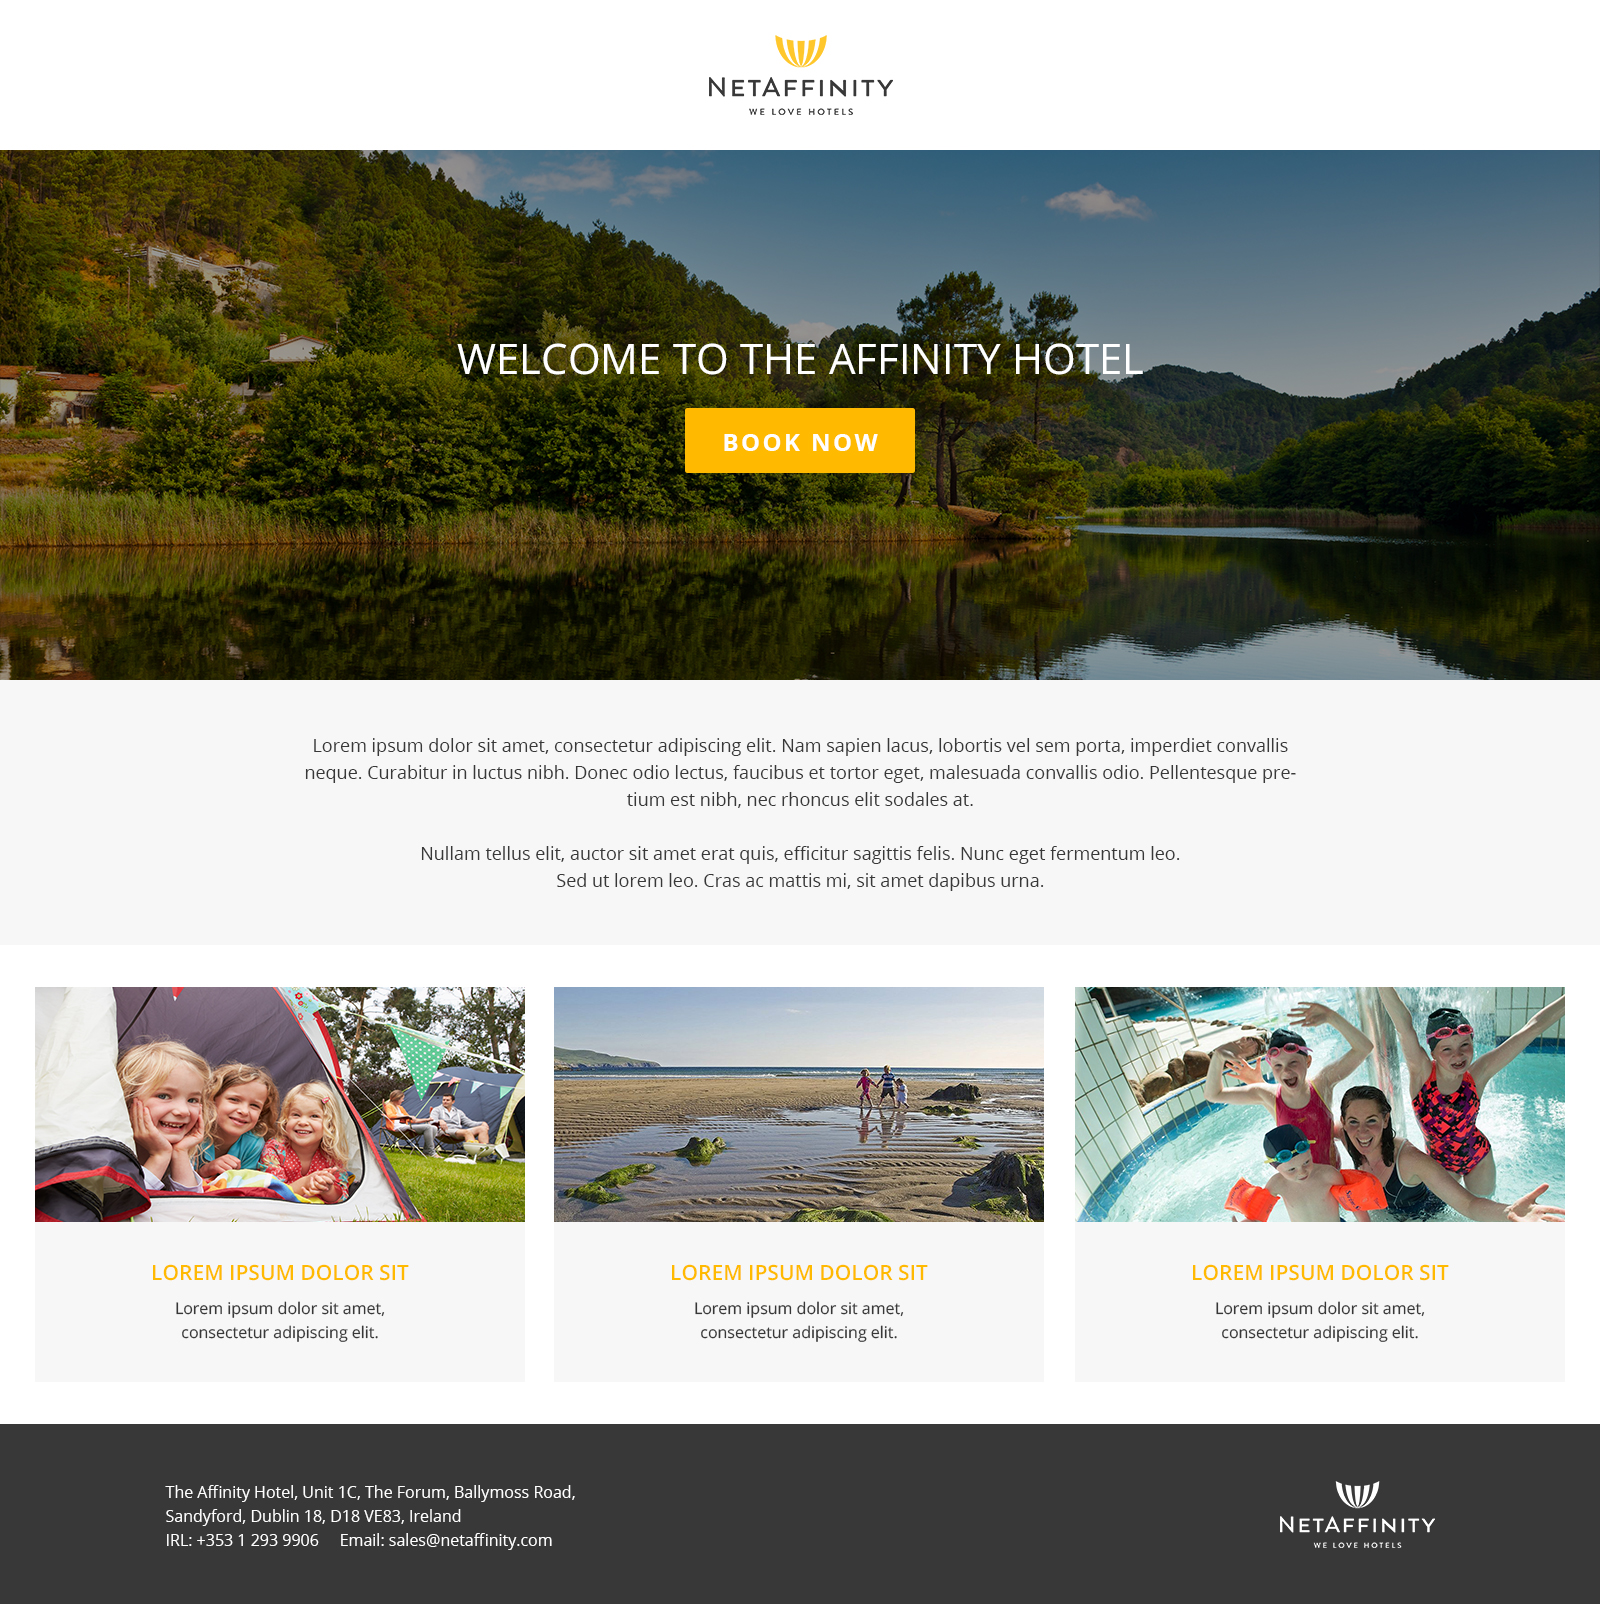 NETAFFINITY
WE LOVE HOTELS
WELCOME TO THE AFFINITY HOTEL
BOOK NOW
Lorem ipsum dolor sit amet, consectetur adipiscing elit. Nam sapien lacus, lobortis vel sem porta, imperdiet convallis
neque. Curabitur in luctus nibh. Donec odio lectus, faucibus et tortor eget, malesuada convallis odio. Pellentesque pre-
tium est nibh, nec rhoncus elit sodales at.
Nullam tellus elit, auctor sit amet erat quis, efficitur sagittis felis. Nunc eget fermentum leo.
Sed ut lorem leo. Cras ac mattis mi, sit amet dapibus urna.
LOREM IPSUM DOLOR SIT
Lorem ipsum dolor sit amet,
consectetur adipiscing elit.
LOREM IPSUM DOLOR SIT
Lorem ipsum dolor sit amet,
consectetur adipiscing elit.
LOREM IPSUM DOLOR SIT
Lorem ipsum dolor sit amet,
consectetur adipiscing elit.
The Affinity Hotel, Unit 1C, The Forum, Ballymoss Road,
Sandyford, Dublin 18, D18 VE83, Ireland
IRL: +353 1 293 9906 Email: sales@netaffinity.com
NETAFFINITY
WE LOVE HOTELS